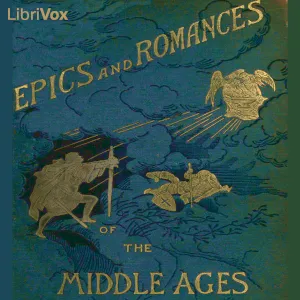 LibriVox
EPICS AND ROMANCES
OF
THE
MIDDLE AGES